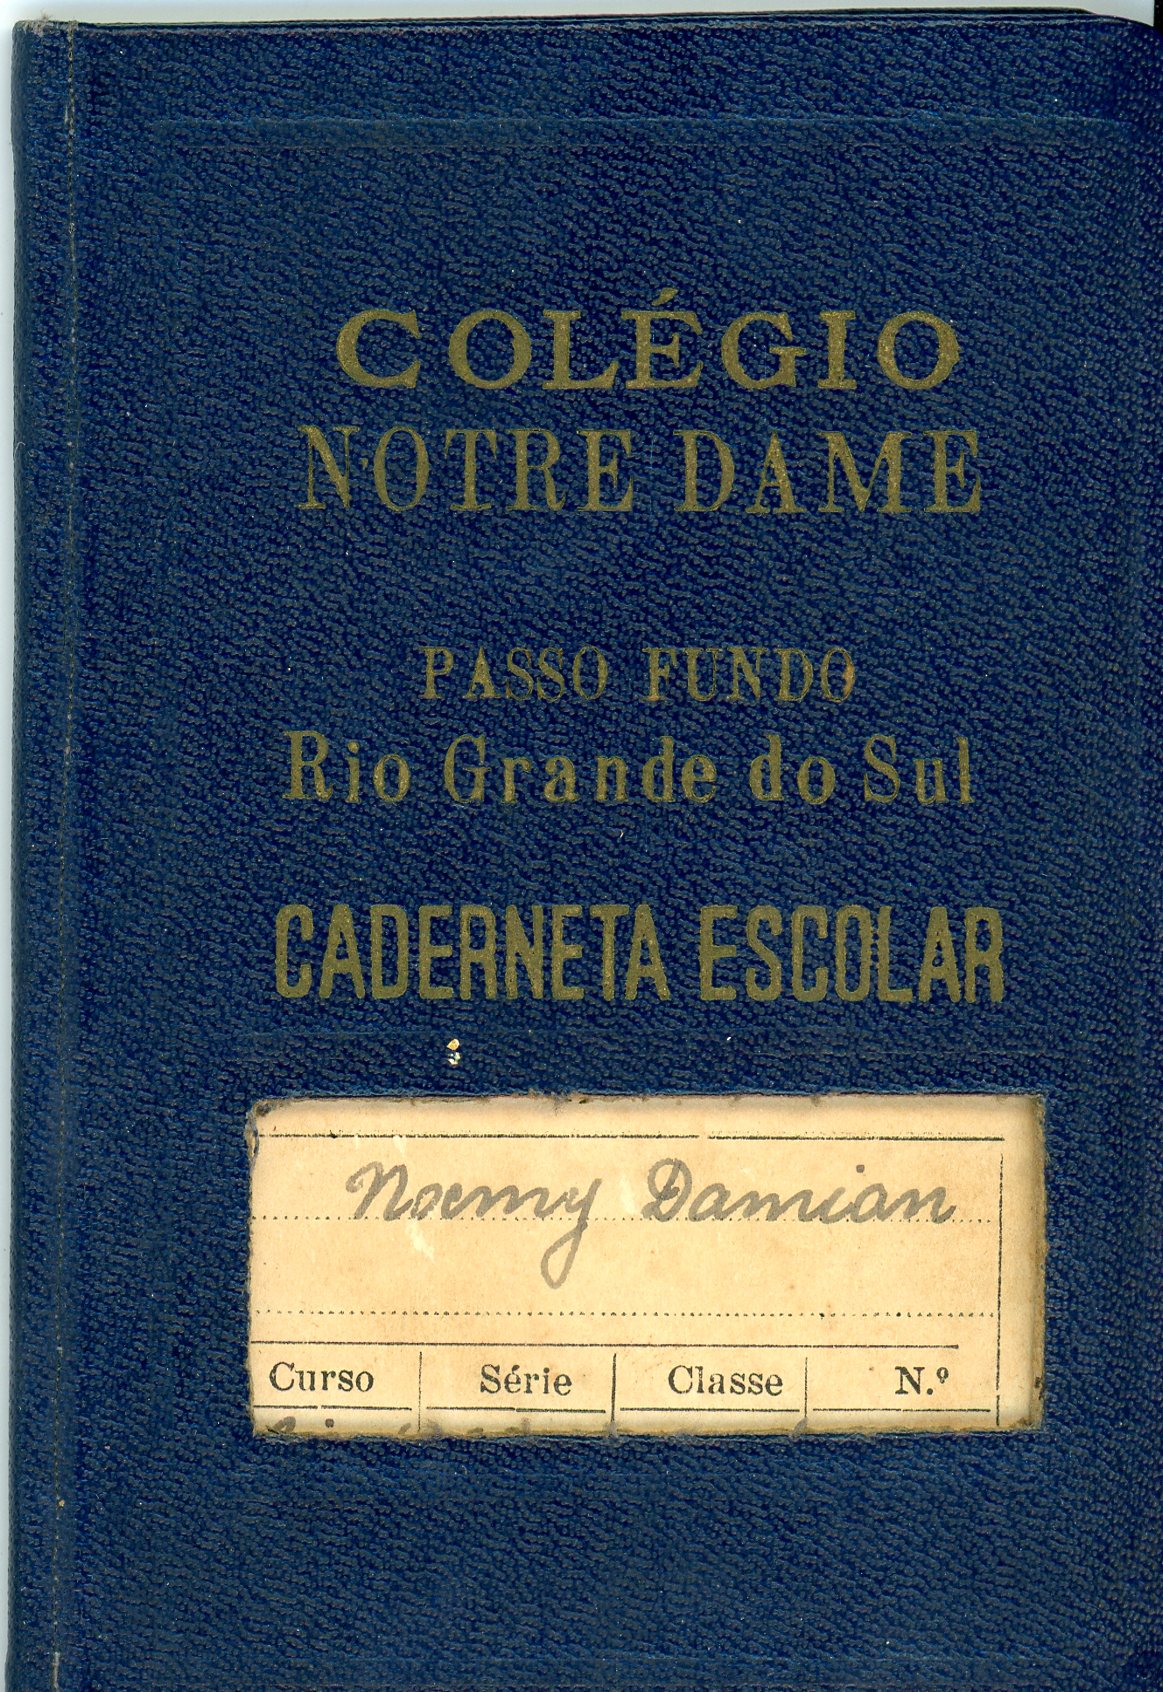 COLÉGIO
NOTRE DAME
PASSO FUNDO
Rio Grande do Sul
CADERNETA ESCOLAR
Noemy Damian
Curso Série Classe N.º